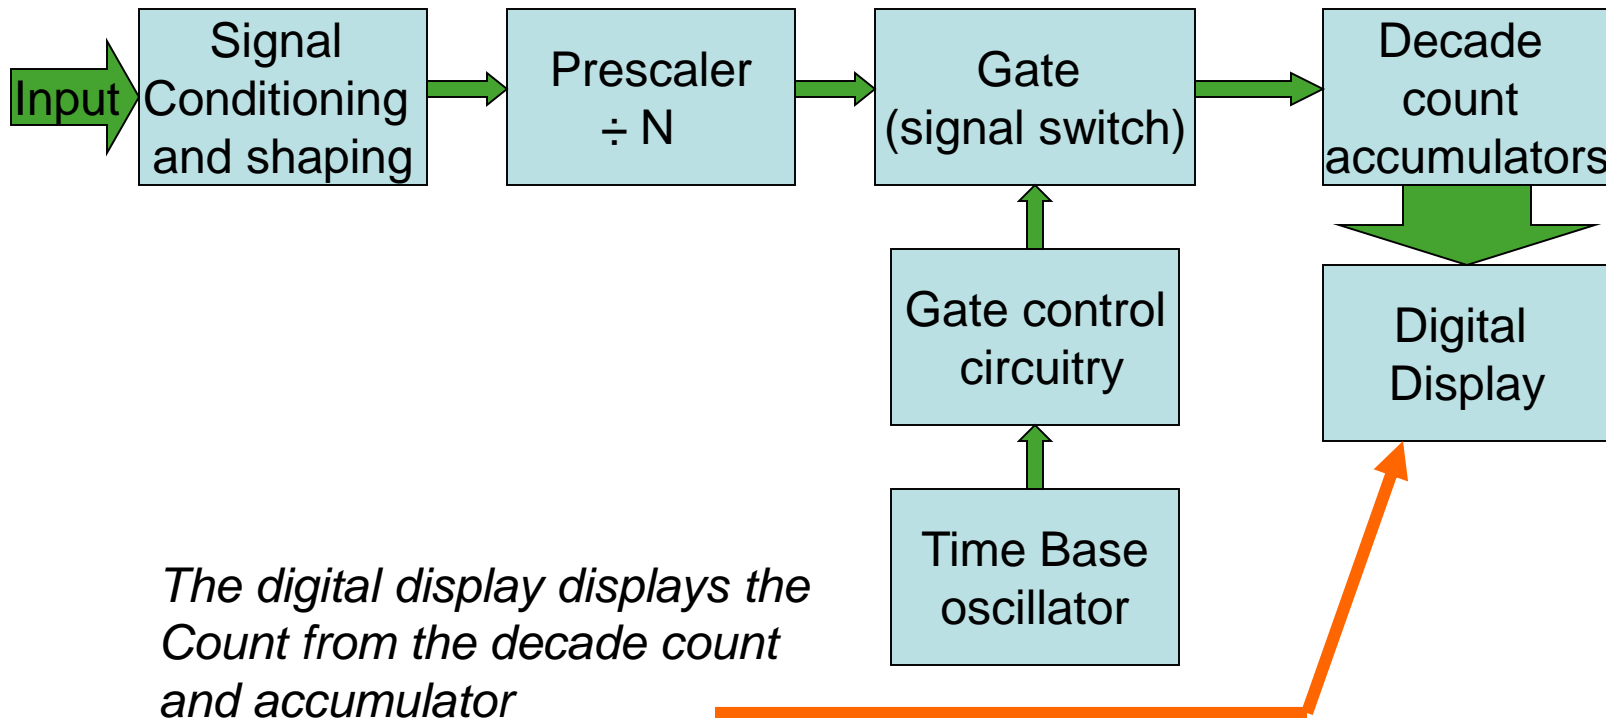 Input
Signal
Conditioning
and shaping
Prescaler
÷ N
Gate
(signal switch)
Decade
count
accumulators
Gate control
circuitry
Digital
Display
Time Base
oscillator
The digital display displays the
Count from the decade count
and accumulator